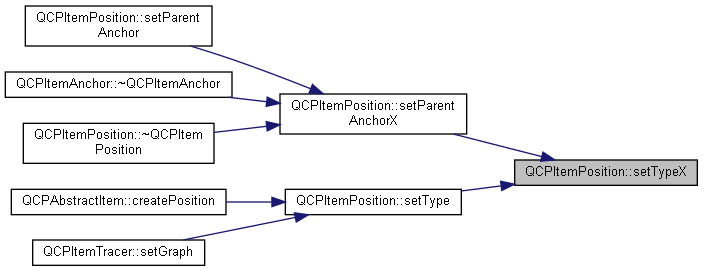 QCPItemPosition::setParent
Anchor
QCPItemAnchor::~QCPItemAnchor
QCPItemPosition::~QCPItem
Position
QCPItemPosition::setParent
AnchorX
QCPItemPosition::setTypeX
QCPAbstractItem::createPosition
QCPItemPosition::setType
QCPItemTracer::setGraph